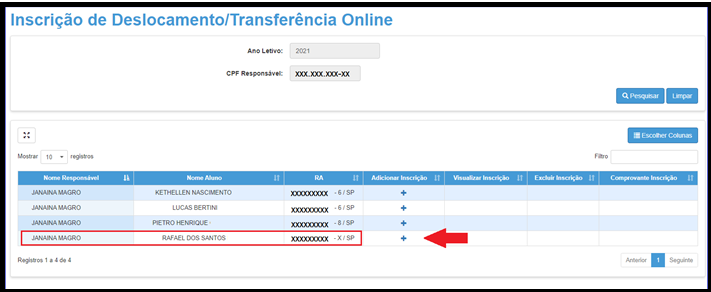 Inscrição de Deslocamento/Transferência Online
Ano Letivo: 2021
CPF Responsável: XXX.XXX.XXX-XX
Pesquisar Limpar
Escolher Colunas
Mostrar 10 registros Filtro
Nome Responsável Nome Aluno RA Adicionar Inscrição Visualizar Inscrição Excluir Inscrição Comprovante Inscrição
JANAINA MAGRO KETHELLEN NASCIMENTO XXXXXXXXX - 6 / SP +
JANAINA MAGRO LUCAS BERTINI XXXXXXXXX - 6 / SP +
JANAINA MAGRO PIETRO HENRIQUE · XXXXXXXXX - 8 / SP +
JANAINA MAGRO RAFAEL DOS SANTOS XXXXXXXXX - X / SP +
Registros 1 a 4 de 4 Anterior 1 Seguinte